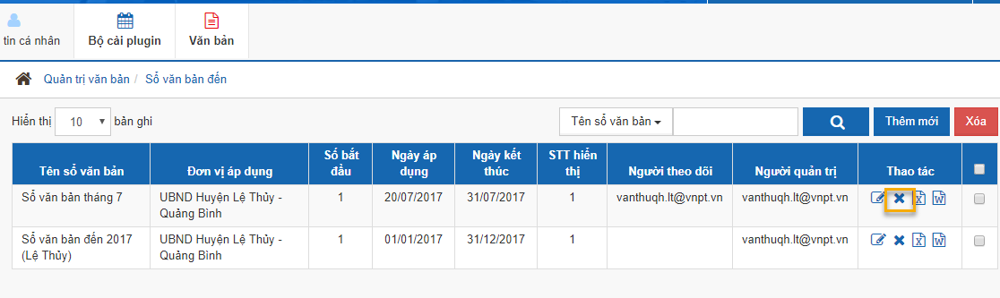 tin cá nhân
Bộ cài plugin
Văn bản
Quản trị văn bản / Sổ văn bản đến
Hiển thị 10 bản ghi
Tên sổ văn bản
Thêm mới
Xóa
Tên sổ văn bản Đơn vị áp dụng Số bắt đầu Ngày áp dụng Ngày kết thúc STT hiển thị Người theo dõi Người quản trị Thao tác
Sổ văn bản tháng 7 UBND Huyện Lệ Thủy - 1 20/07/2017 31/07/2017 1 vanthuqh.lt@vnpt.vn vanthuqh.lt@vnpt.vn
Quảng Bình
Sổ văn bản đến 2017 UBND Huyện Lệ Thủy - 1 01/01/2017 31/12/2017 1 vanthuqh.lt@vnpt.vn
(Lệ Thủy) Quảng Bình